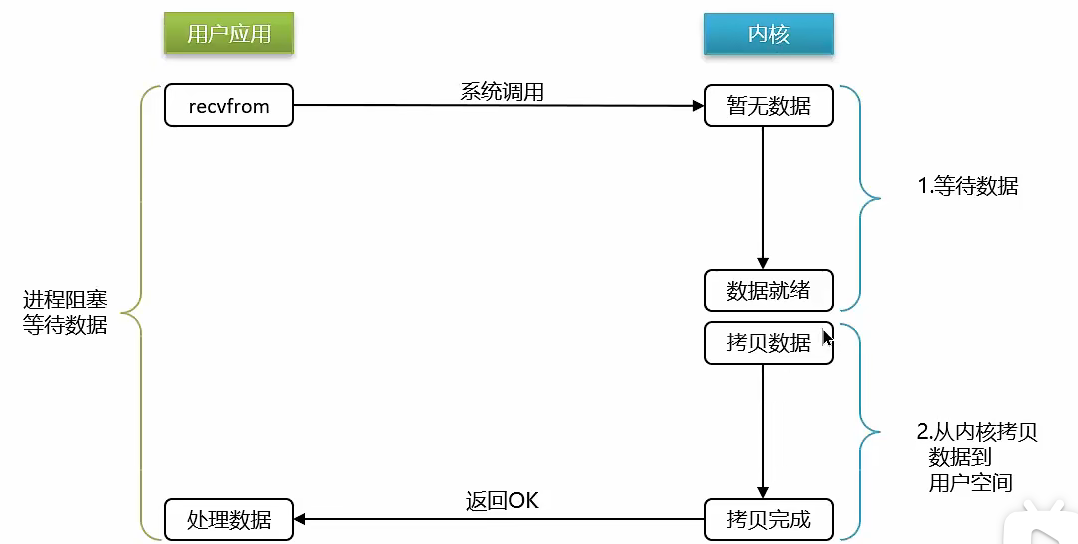 用户应用
内核
recvfrom
系统调用
暂无数据
1.等待数据
进程阻塞
等待数据
数据就绪
拷贝数据
2.从内核拷贝
数据到
用户空间
处理数据
返回OK
拷贝完成